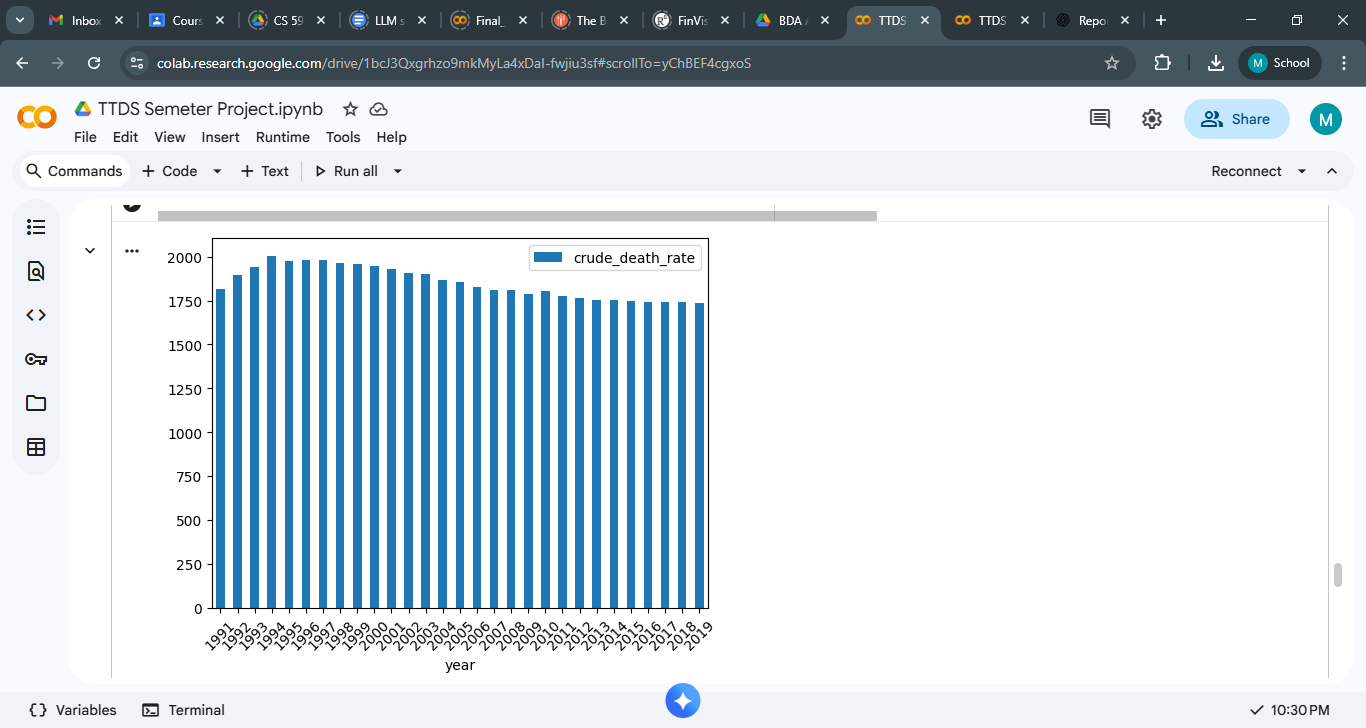 Inbox
Cours
CS 59
LLM s
Final_
The B
FinVis
BDA /
TTDS
TTDS
Repo
colab.research.google.com/drive/1bcJ3Qxgrhzo9mkMyLa4xDaI-fwjiu3sf#scrollTo=yChBEF4cgxoS
M School
TTDS Semeter Project.ipynb
Share
M
File Edit View Insert Runtime Tools Help
Commands + Code + Text Run all
Reconnect
crude_death_rate
2000
1750
1500
1250
1000
750
500
250
0
1991
1992
1993
1994
1995
1996
1997
1998
1999
2000
2001
2002
2003
2004
2005
2006
2007
2008
2009
2010
2011
2012
2013
2014
2015
2016
2017
2018
2019
year
Variables Terminal
10:30 PM